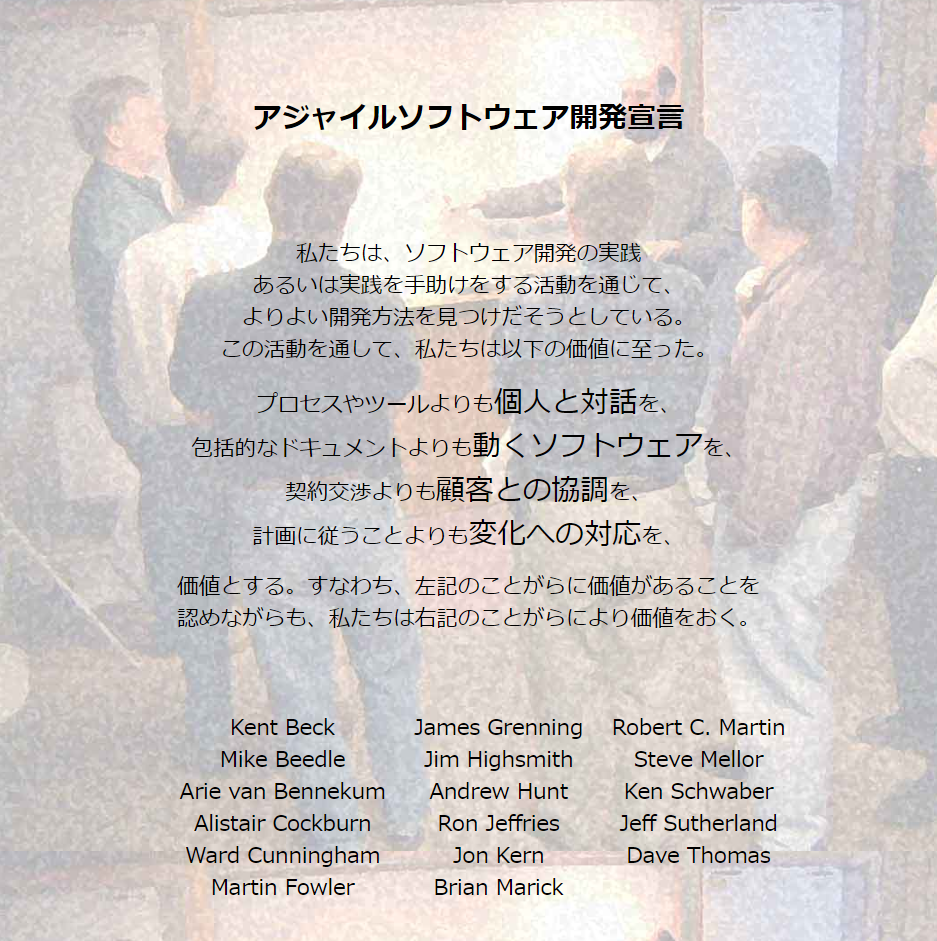 アジャイルソフトウェア開発宣言
私たちは、ソフトウェア開発の実践
あるいは実践を手助けをする活動を通じて、
よりよい開発方法を見つけだそうとしている。
この活動を通して、私たちは以下の価値に至った。
プロセスやツールよりも個人と対話を、
包括的なドキュメントよりも動くソフトウェアを、
契約交渉よりも顧客との協調を、
計画に従うことよりも変化への対応を、
価値とする。すなわち、左記のことがらに価値があることを
認めながらも、私たちは右記のことがらにより価値をおく。
Kent Beck
Mike Beedle
Arie van Bennekum
Alistair Cockburn
Ward Cunningham
Martin Fowler
James Grenning
Jim Highsmith
Andrew Hunt
Ron Jeffries
Jon Kern
Brian Marick
Robert C. Martin
Steve Mellor
Ken Schwaber
Jeff Sutherland
Dave Thomas